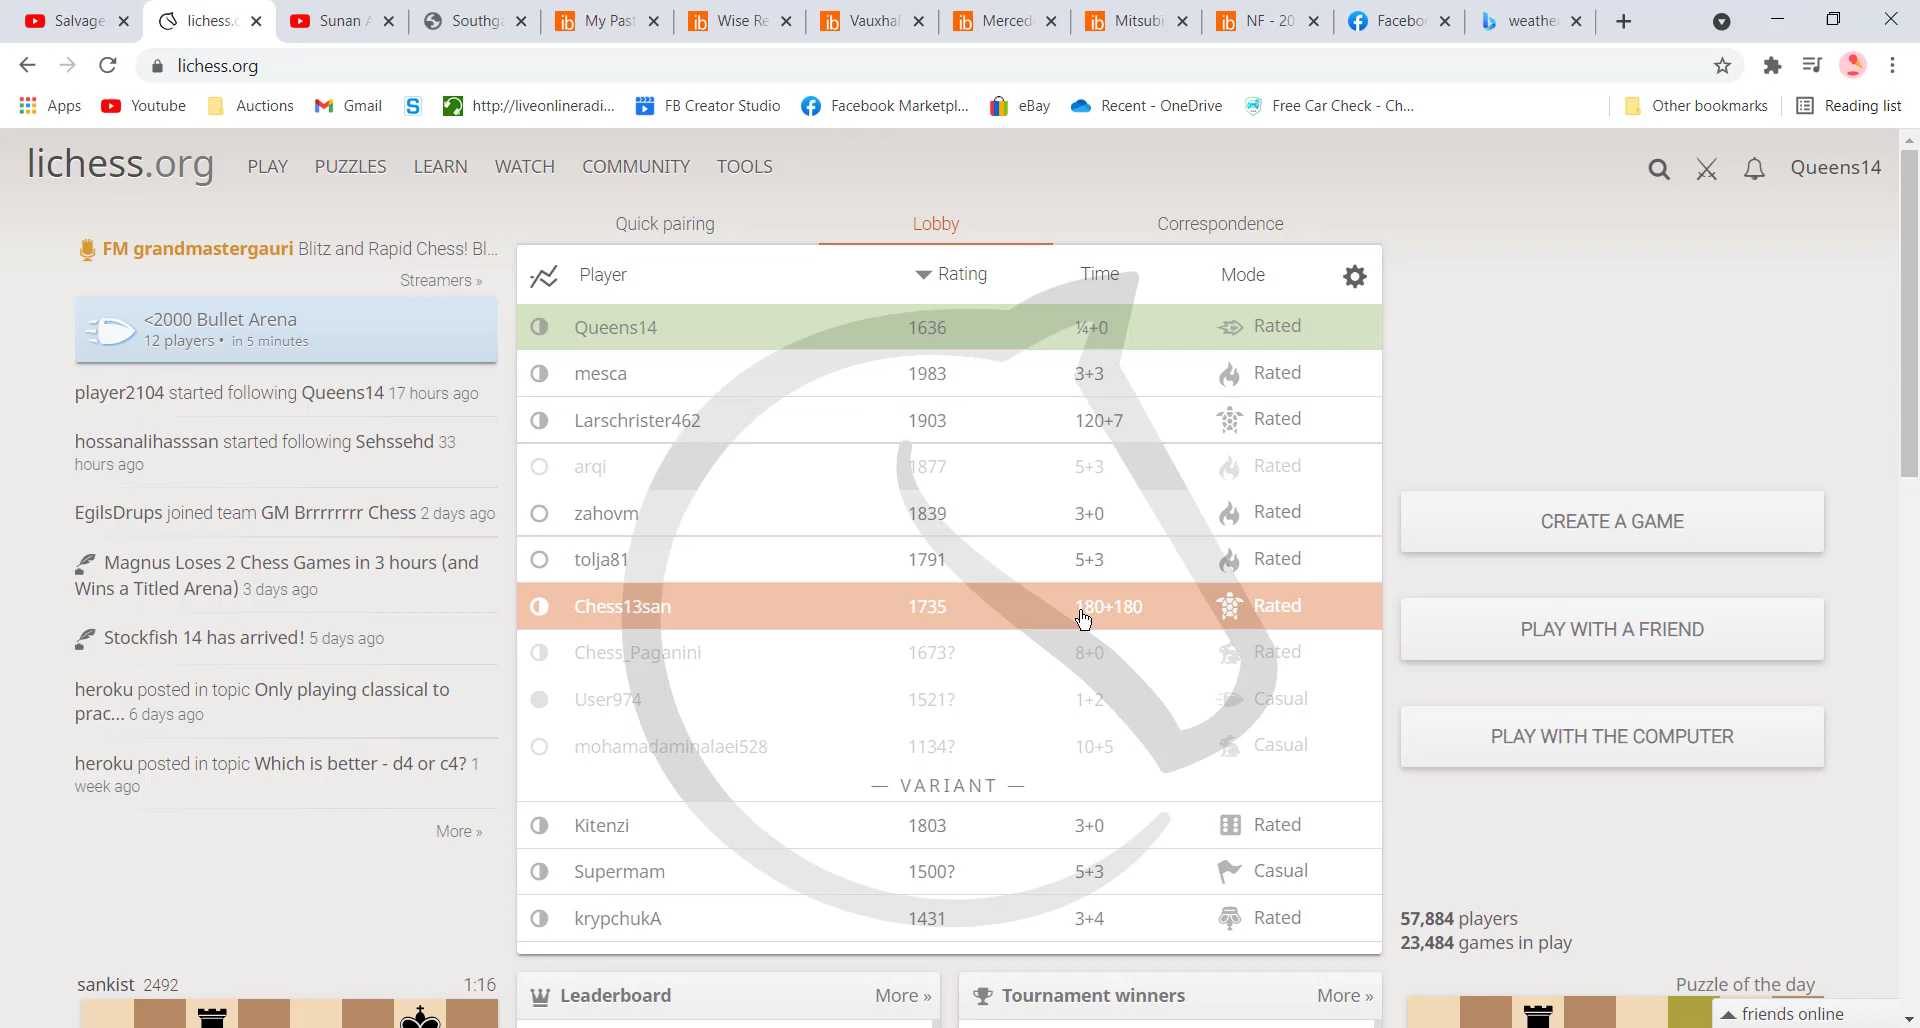 Salvage
lichess.c
Sunan A
Southga
My Past
Wise Re
Vauxhal
Merced
Mitsubi
NF - 20
Facebo
weathe
lichess.org
Apps
Youtube
Auctions
Gmail
http://liveonlineradi...
FB Creator Studio
Facebook Marketpl...
eBay
Recent - OneDrive
Free Car Check - Ch...
Other bookmarks
Reading list
lichess.org
PLAY PUZZLES LEARN WATCH COMMUNITY TOOLS
Queens14
Quick pairing Lobby Correspondence
FM grandmastergauri Blitz and Rapid Chess! Bl...
Streamers »
<2000 Bullet Arena
12 players • in 5 minutes
player2104 started following Queens14 17 hours ago
hossanalihasssan started following Sehssehd 33
hours ago
EgilsDrups joined team GM Brrrrrrr Chess 2 days ago
Magnus Loses 2 Chess Games in 3 hours (and
Wins a Titled Arena) 3 days ago
Stockfish 14 has arrived! 5 days ago
heroku posted in topic Only playing classical to
prac... 6 days ago
heroku posted in topic Which is better - d4 or c4? 1
week ago
More »
Player Rating Time Mode
Queens14 1636 ¼+0 Rated
mesca 1983 3+3 Rated
Larschrister462 1903 120+7 Rated
arqi 1877 5+3 Rated
zahovm 1839 3+0 Rated
tolja81 1791 5+3 Rated
Chess13san 1735 180+180 Rated
Chess_Paganini 1673? 8+0 Rated
User974 1521? 1+2 Casual
mohamadaminalaei528 1134? 10+5 Casual
— VARIANT —
Kitenzi 1803 3+0 Rated
Supermam 1500? 5+3 Casual
krypchukA 1431 3+4 Rated
CREATE A GAME
PLAY WITH A FRIEND
PLAY WITH THE COMPUTER
57,884 players
23,484 games in play
sankist 2492 1:16
Leaderboard More »
Tournament winners More »
Puzzle of the day
friends online